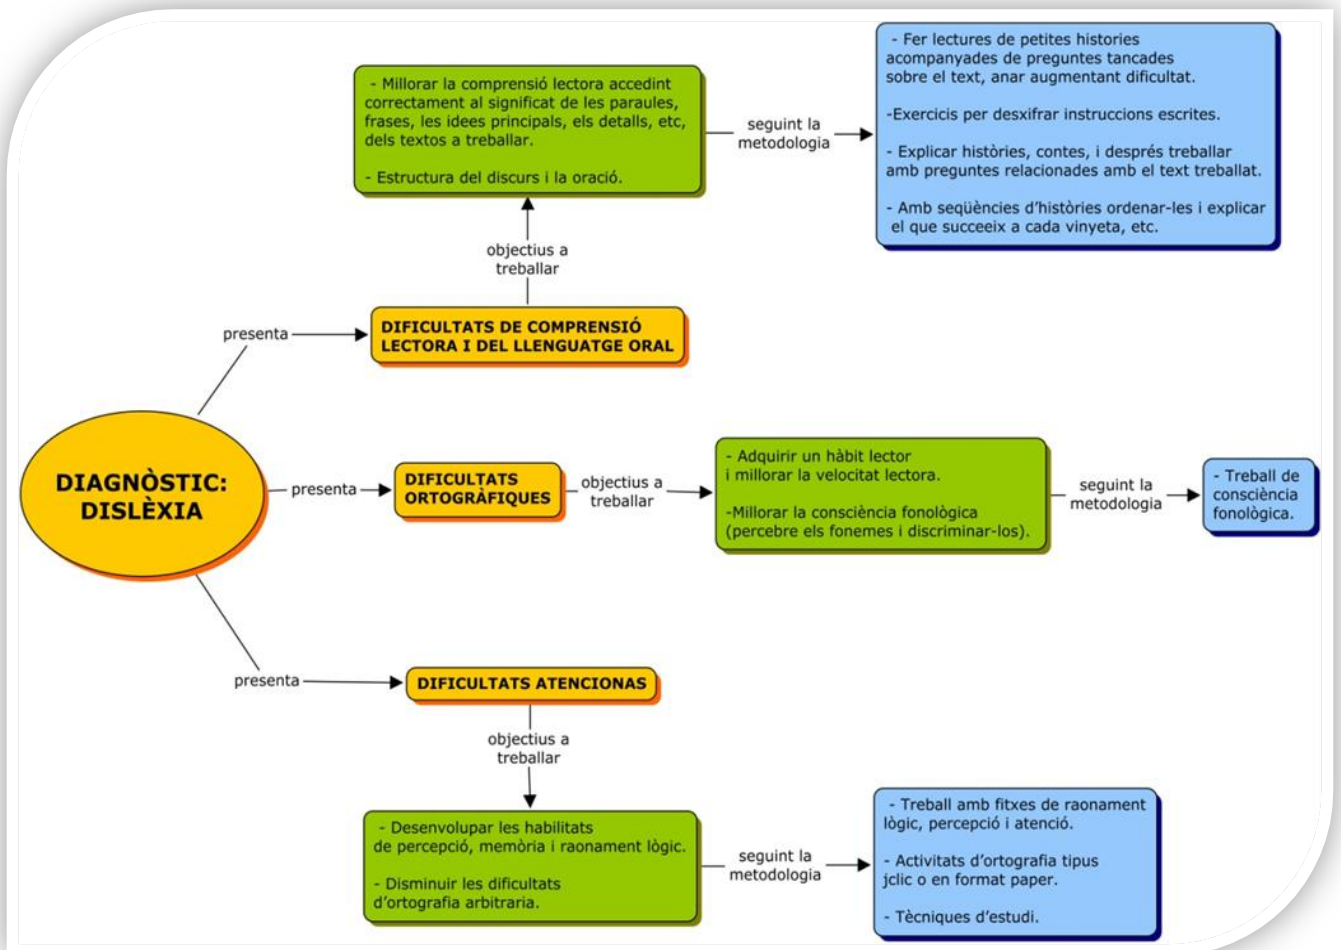 - Fer lectures de petites histories
acompanyades de preguntes tancades
sobre el text, anar augmentant dificultat.
-Exercicis per desxifrar instruccions escrites.
- Explicar històries, contes, i després treballar
amb preguntes relacionades amb el text treballat.
- Amb seqüències d'històries ordenar-les i explicar
el que succeeix a cada vinyeta, etc.
- Millorar la comprensió lectora accedint
correctament al significat de les paraules,
frases, les idees principals, els detalls, etc,
dels textos a treballar.
- Estructura del discurs i la oració.
seguint la
metodologia
objectius a
treballar
presenta
DIFICULTATS DE COMPRENSIÓ
LECTORA I DEL LLENGUATGE ORAL
DIAGNÒSTIC:
DISLÈXIA
presenta
DIFICULTATS
ORTOGRÀFIQUES
objectius a
treballar
- Adquirir un hàbit lector
i millorar la velocitat lectora.
-Millorar la consciència fonològica
(percebre els fonemes i discriminar-los).
seguint la
metodologia
- Treball de
consciència
fonològica.
presenta
DIFICULTATS ATENCIONAS
objectius a
treballar
- Desenvolupar les habilitats
de percepció, memòria i raonament lògic.
- Disminuir les dificultats
d'ortografia arbitraria.
seguint la
metodologia
- Treball amb fitxes de raonament
lògic, percepció i atenció.
- Activitats d'ortografia tipus
jclic o en format paper.
- Tècniques d'estudi.